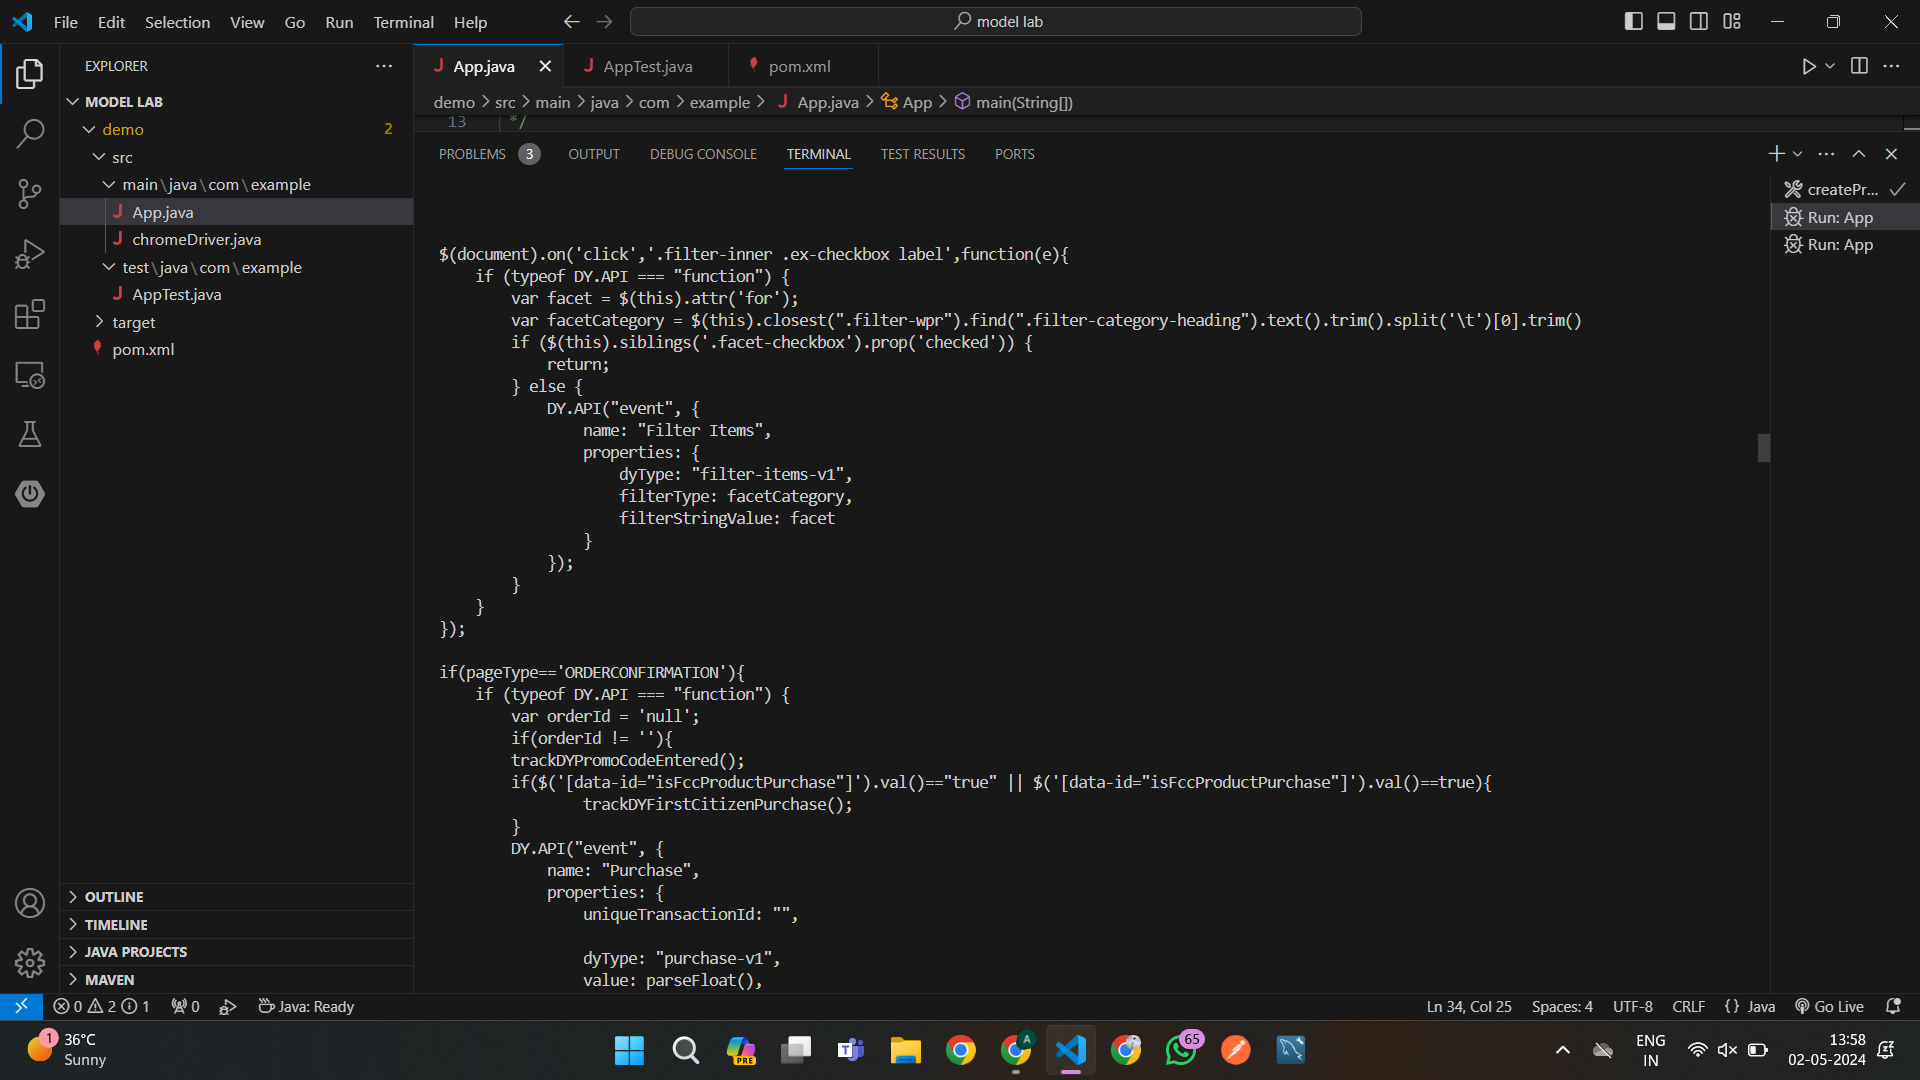 File Edit Selection View Go Run Terminal Help
model lab
EXPLORER
MODEL LAB
demo 2
src
main\java\com\example
App.java
chromeDriver.java
test\java\com\example
AppTest.java
target
pom.xml
OUTLINE
TIMELINE
JAVA PROJECTS
MAVEN
App.java
AppTest.java
pom.xml
demo > src > main > java > com > example > App.java > App > main(String[])
13 */
PROBLEMS 3 OUTPUT DEBUG CONSOLE TERMINAL TEST RESULTS PORTS
createPr...
Run: App
Run: App
$(document).on('click','.filter-inner .ex-checkbox label',function(e){
if (typeof DY.API === "function") {
var facet = $(this).attr('for');
var facetCategory = $(this).closest(".filter-wpr").find(".filter-category-heading").text().trim().split('\t')[0].trim()
if ($(this).siblings('.facet-checkbox').prop('checked')) {
return;
} else {
DY.API("event", {
name: "Filter Items",
properties: {
dyType: "filter-items-v1",
filterType: facetCategory,
filterStringValue: facet
}
});
}
}
});
if(pageType=='ORDERCONFIRMATION'){
if (typeof DY.API === "function") {
var orderId = 'null';
if(orderId != ''){
trackDYPromoCodeEntered();
if($('[data-id="isFccProductPurchase"]').val()=="true" || $('[data-id="isFccProductPurchase"]').val()==true){
trackDYFirstCitizenPurchase();
}
DY.API("event", {
name: "Purchase",
properties: {
uniqueTransactionId: "",
dyType: "purchase-v1",
value: parseFloat(),
0 2 1 0 Java: Ready
Ln 34, Col 25 Spaces: 4 UTF-8 CRLF {} Java Go Live
1
36°C
Sunny
PRE
A
65
ENG
IN
13:58
02-05-2024